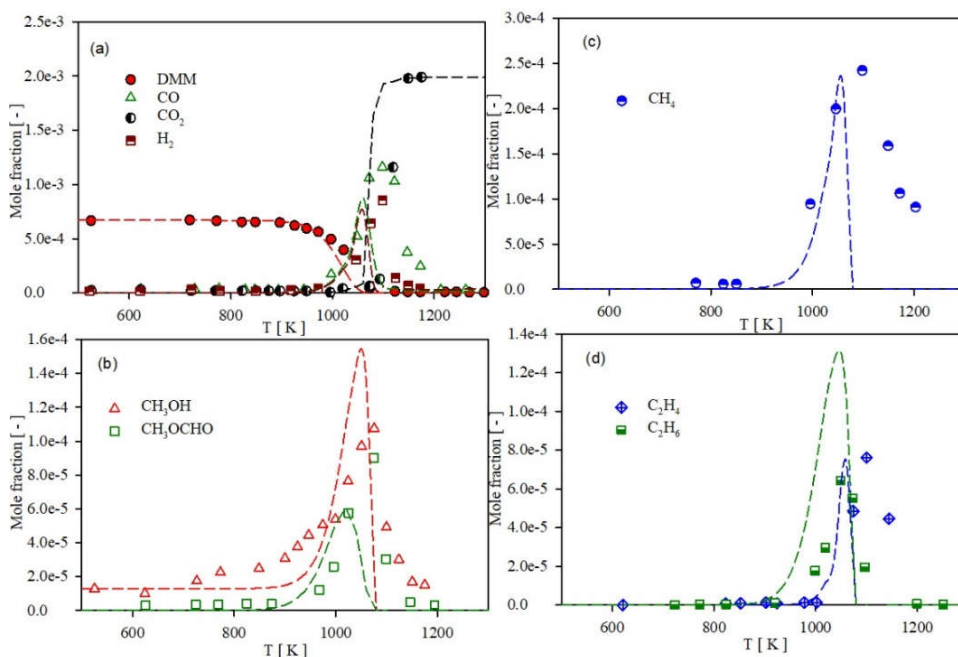 (a)
Mole fraction [ - ]
2.5e-3
2.0e-3
1.5e-3
1.0e-3
5.0e-4
0.0
DMM
CO
CO2
H2
600
800
1000
1200
T [ K ]
(c)
Mole fraction [ - ]
3.0e-4
2.5e-4
2.0e-4
1.5e-4
1.0e-4
5.0e-5
0.0e+0
CH4
600
800
1000
1200
T [ K ]
(b)
Mole fraction [ - ]
1.6e-4
1.4e-4
1.2e-4
1.0e-4
8.0e-5
6.0e-5
4.0e-5
2.0e-5
0.0
CH3OH
CH3OCHO
600
800
1000
1200
T [ K ]
(d)
Mole fraction [ - ]
1.4e-4
1.2e-4
1.0e-4
8.0e-5
6.0e-5
4.0e-5
2.0e-5
0.0
C2H4
C2H6
600
800
1000
1200
T [ K ]